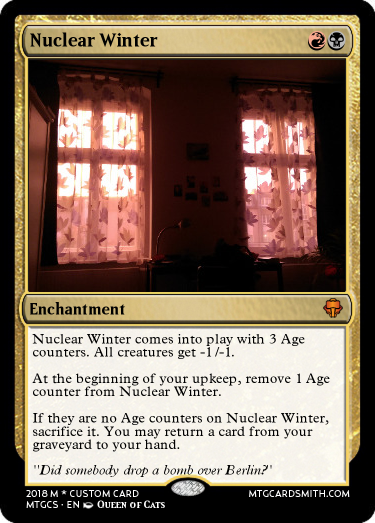 Nuclear Winter
Enchantment
Nuclear Winter comes into play with 3 Age
counters. All creatures get -1/-1.
At the beginning of your upkeep, remove 1 Age
counter from Nuclear Winter.
If they are no Age counters on Nuclear Winter,
sacrifice it. You may return a card from your
graveyard to your hand.
"Did somebody drop a bomb over Berlin?"
2018 M * CUSTOM CARD
MTGCS · EN QUEEN OF CATS
MTGCARDSMITH.COM